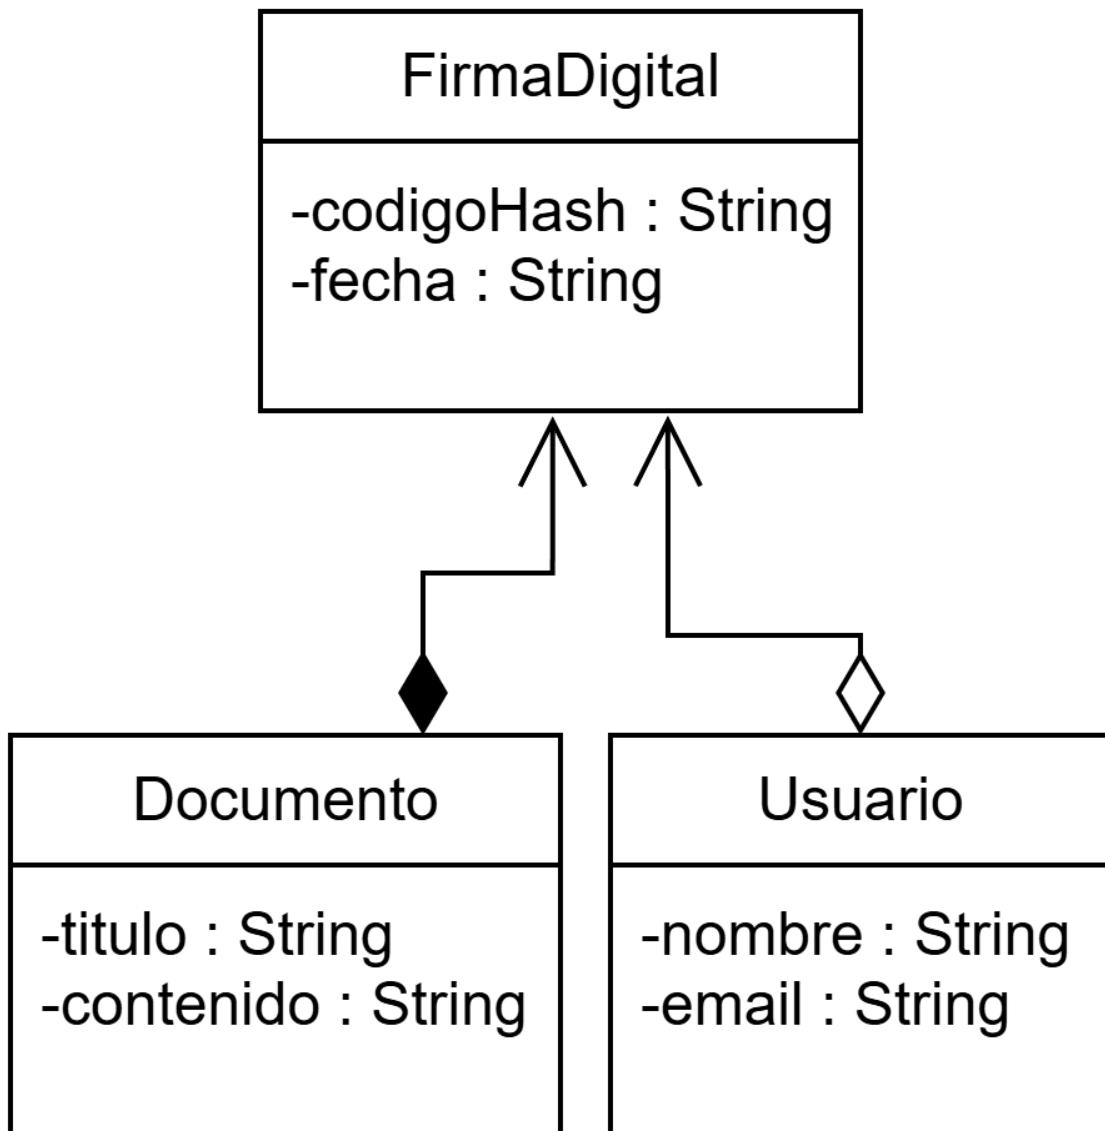 FirmaDigital
-codigoHash : String
-fecha : String
Documento
-titulo : String
-contenido : String
Usuario
-nombre : String
-email : String